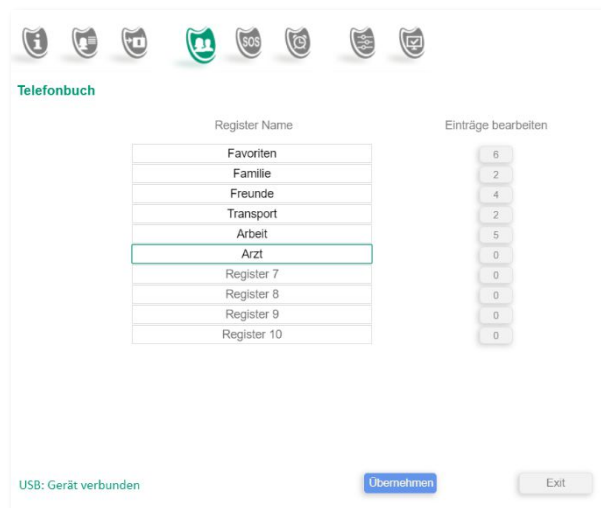 i SOS
Telefonbuch
Register Name Einträge bearbeiten
Favoriten 6
Familie 2
Freunde 4
Transport 2
Arbeit 5
Arzt 0
Register 7 0
Register 8 0
Register 9 0
Register 10 0
USB: Gerät verbunden Übernehmen Exit